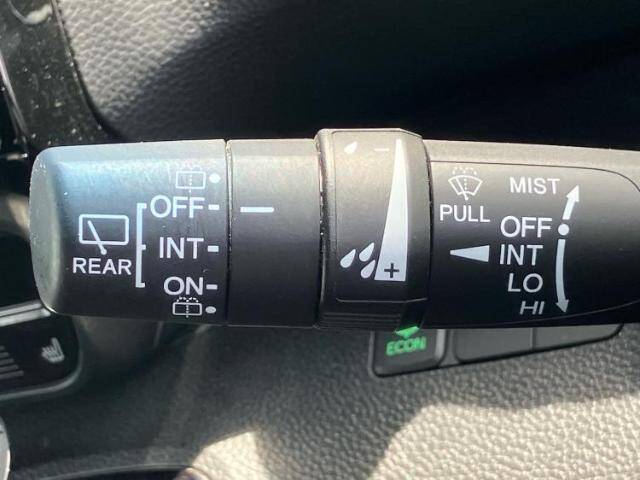 OFF
INT
ON
REAR
-
+
PULL
MIST
OFF
INT
LO
HI
ECON